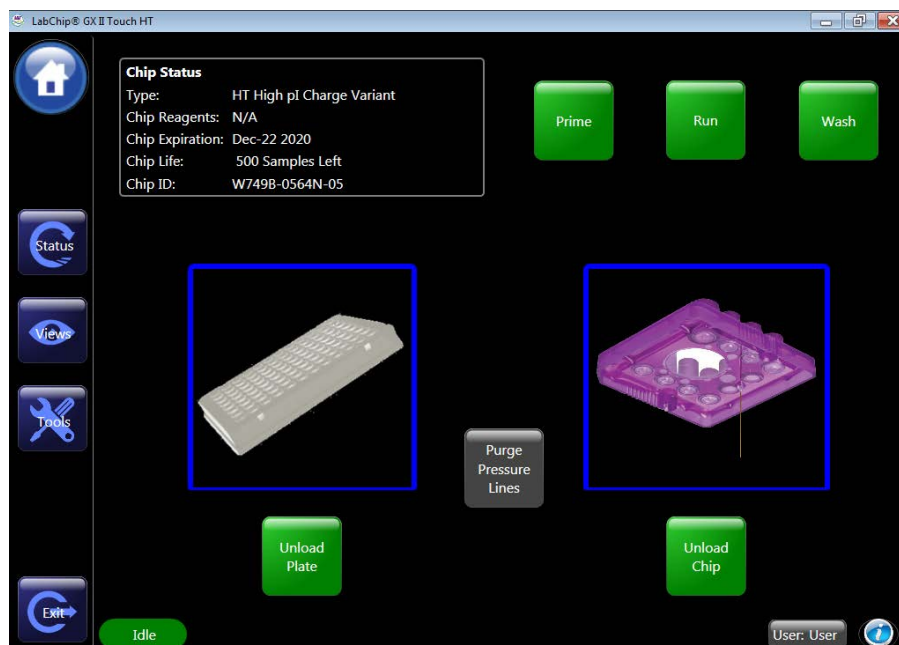 LabChip® GX II Touch HT
Chip Status
Type: HT High pI Charge Variant
Chip Reagents: N/A
Chip Expiration: Dec-22 2020
Chip Life: 500 Samples Left
Chip ID: W749B-0564N-05
Prime
Run
Wash
Status
Views
Tools
Purge
Pressure
Lines
Unload
Plate
Unload
Chip
Exit
Idle
User: User